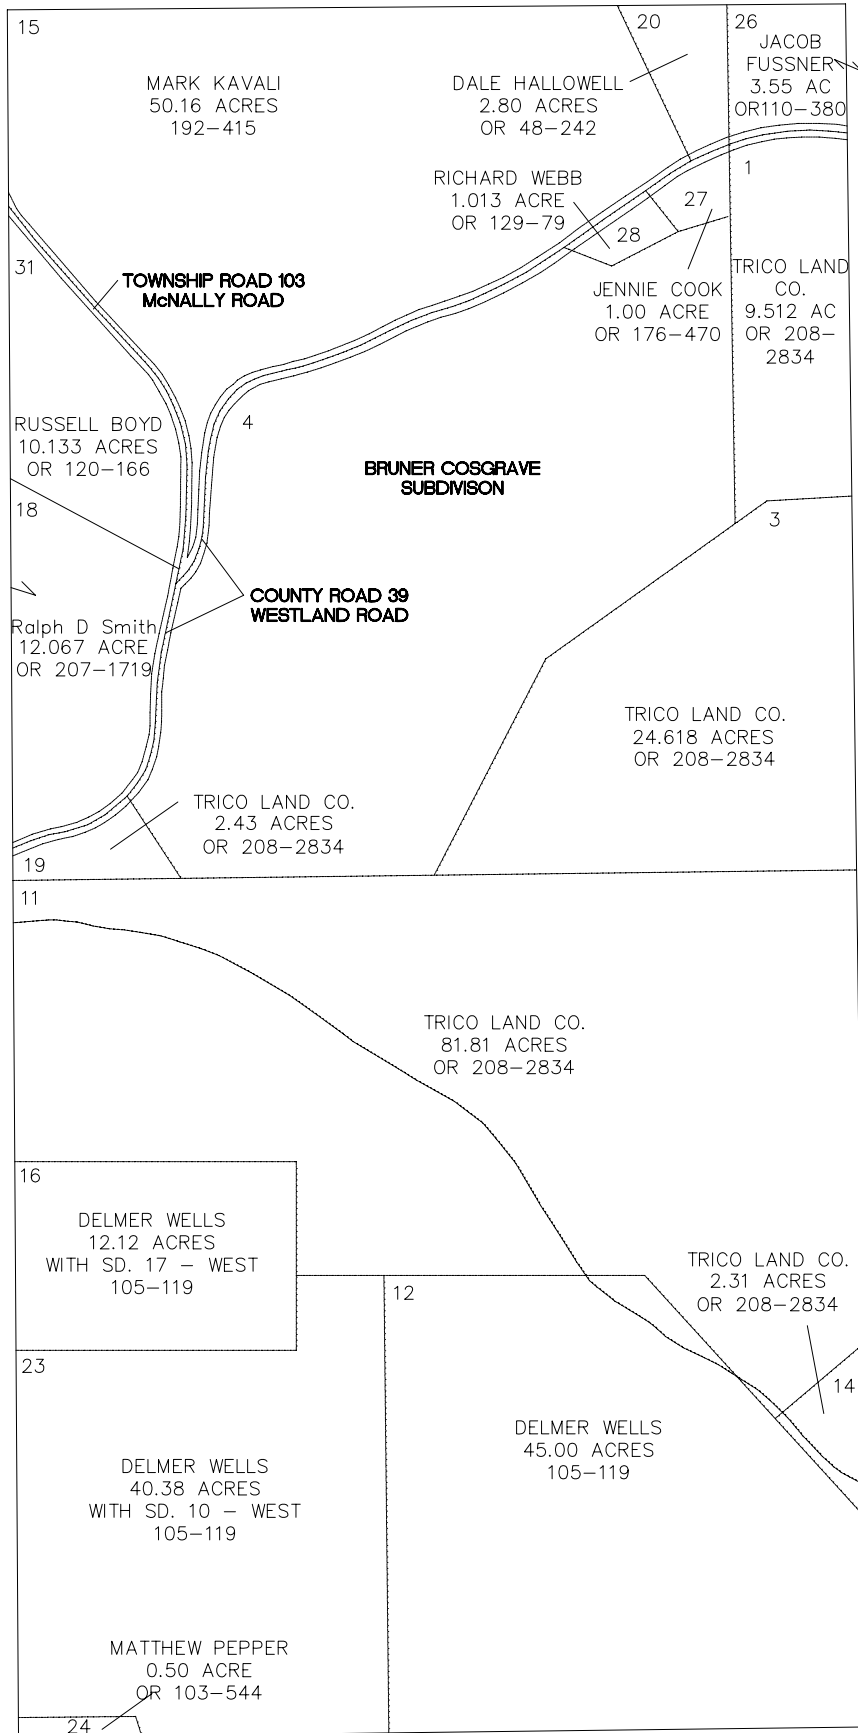 15
MARK KAVALI
50.16 ACRES
192-415
20
DALE HALLOWELL
2.80 ACRES
OR 48-242
26
JACOB
FUSSNER
3.55 AC
OR110-380
RICHARD WEBB
1.013 ACRE
OR 129-79
28
27
JENNIE COOK
1.00 ACRE
OR 176-470
1
TRICO LAND
CO.
9.512 AC
OR 208-
2834
31
TOWNSHIP ROAD 103
McNALLY ROAD
RUSSELL BOYD
10.133 ACRES
OR 120-166
4
BRUNER COSGRAVE
SUBDIVISON
18
3
COUNTY ROAD 39
WESTLAND ROAD
Ralph D Smith
12.067 ACRE
OR 207-1719
TRICO LAND CO.
24.618 ACRES
OR 208-2834
TRICO LAND CO.
2.43 ACRES
OR 208-2834
19
11
TRICO LAND CO.
81.81 ACRES
OR 208-2834
16
DELMER WELLS
12.12 ACRES
WITH SD. 17 - WEST
105-119
12
TRICO LAND CO.
2.31 ACRES
OR 208-2834
14
23
DELMER WELLS
40.38 ACRES
WITH SD. 10 - WEST
105-119
DELMER WELLS
45.00 ACRES
105-119
MATTHEW PEPPER
0.50 ACRE
OR 103-544
24